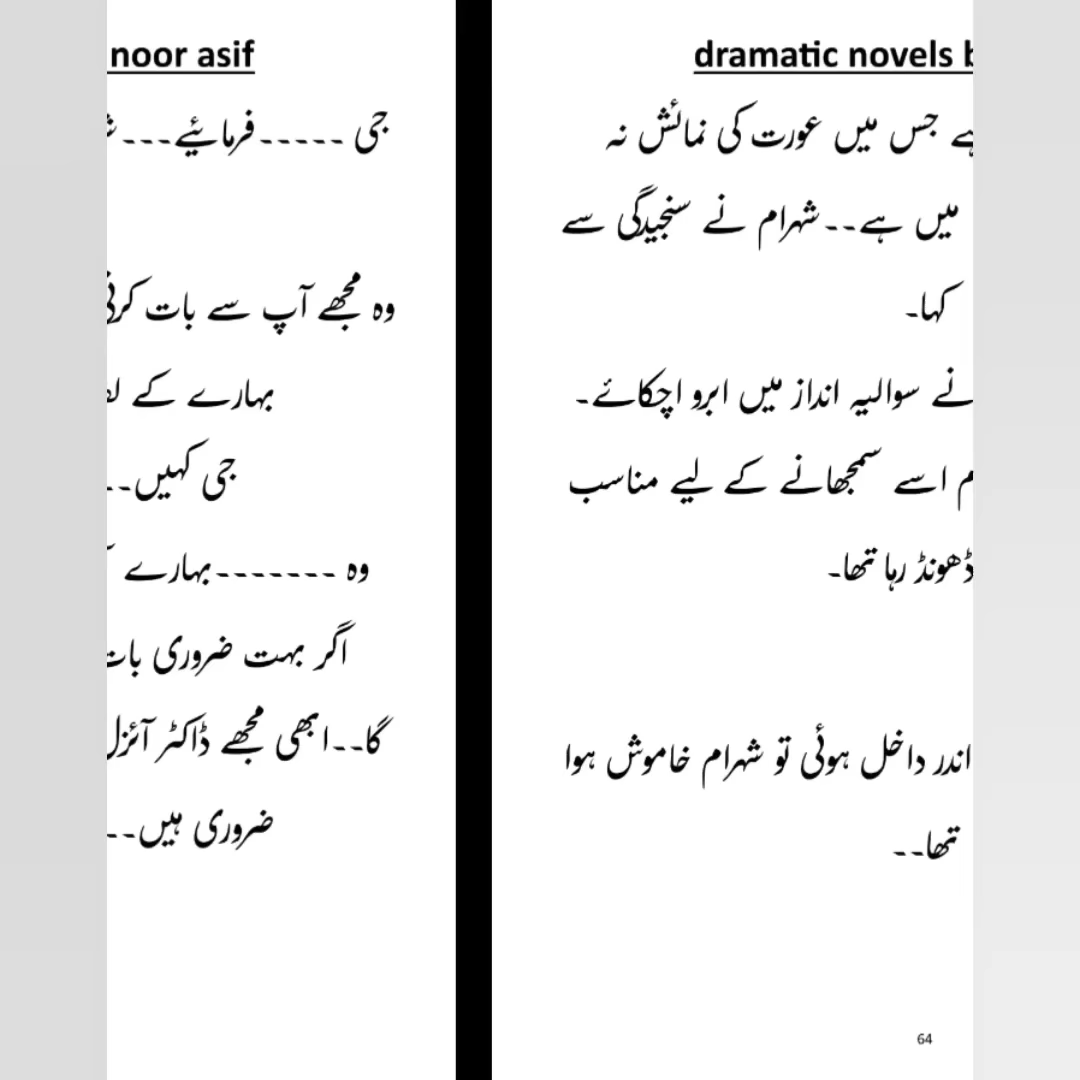 noor asif
جی -----فرمائیے---
وہ مجھے آپ سے بات کرنی
بہارے کے
جی کہیں--
وہ -------بہارے
اگر بہت ضروری بات
گا--ابھی مجھے ڈاکٹر آئزل
ضروری ہیں--
dramatic novels
ہے جس میں عورت کی نمائش نہ
میں ہے--شہرام نے سنجیدگی سے
کہا-
نے سوالیہ انداز میں ابرو اچکائے-
اسے سمجھانے کے لیے مناسب
ڈھونڈ رہا تھا-
اندر داخل ہوئی تو شہرام خاموش ہوا
تھا--
64